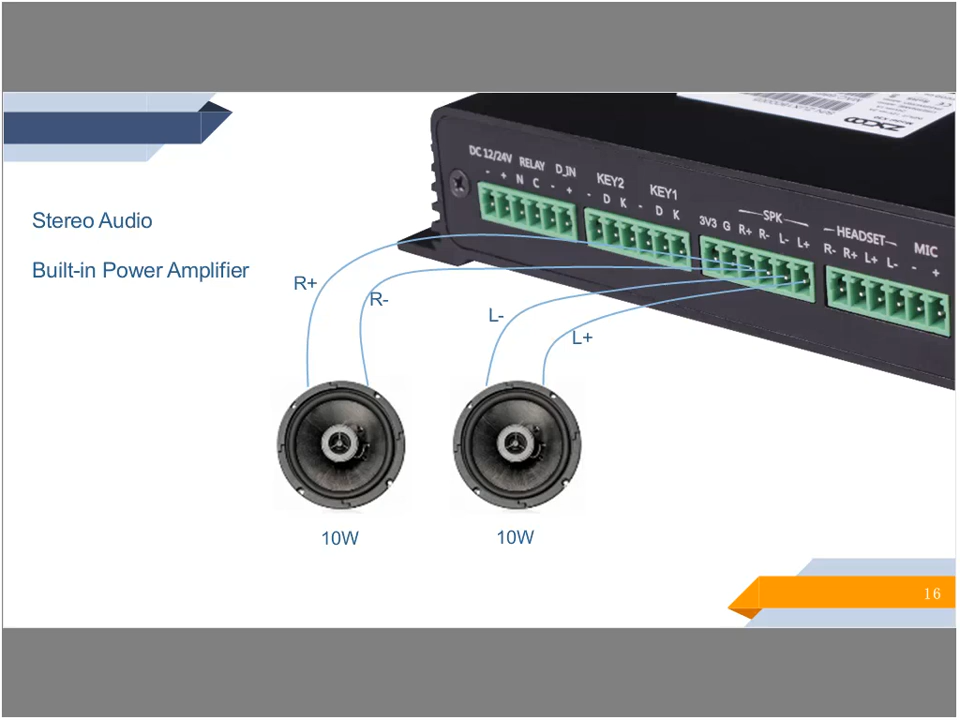 DC 12/24V RELAY D_IN
- + N C - +
KEY2
- D K
KEY1
- D K
SPK
3V3 G R+ R- L- L+
HEADSET
R- R+ L+ L-
MIC
- +
Stereo Audio
Built-in Power Amplifier
R+
R-
L-
L+
10W
10W
16